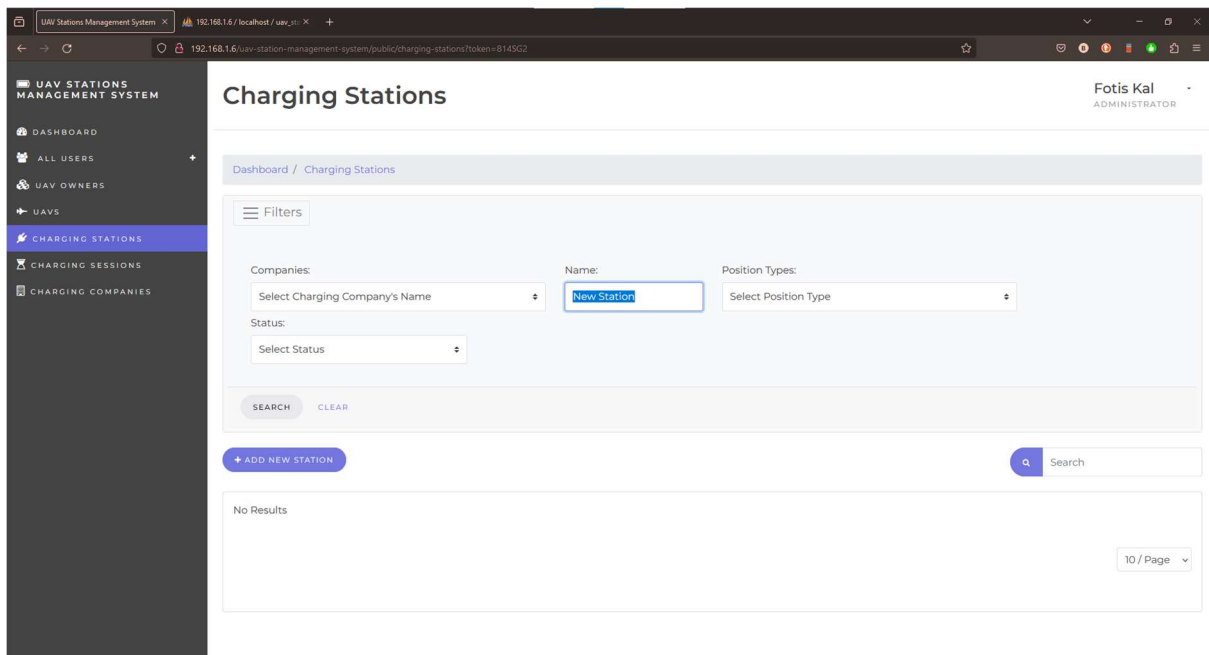 UAV Stations Management System
192.168.1.6 / localhost / uav_st
192.168.1.6/uav-station-management-system/public/charging-stations?token=814SG2
UAV STATIONS
MANAGEMENT SYSTEM
DASHBOARD
ALL USERS
UAV OWNERS
UAVS
CHARGING STATIONS
CHARGING SESSIONS
CHARGING COMPANIES
Charging Stations
Fotis Kal
ADMINISTRATOR
Dashboard / Charging Stations
Filters
Companies: Name: Position Types:
Select Charging Company's Name New Station Select Position Type
Status:
Select Status
SEARCH CLEAR
+ ADD NEW STATION Search
No Results
10 / Page